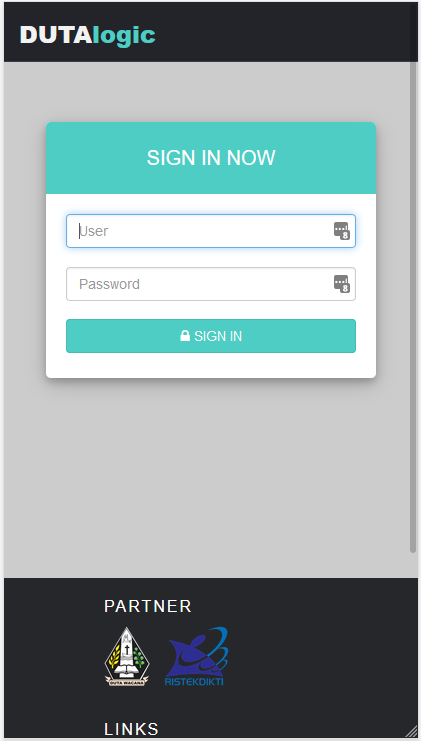 DUTAlogic
SIGN IN NOW
User
Password
SIGN IN
PARTNER
DUTA WACANA
RISTEKDIKTI
LINKS